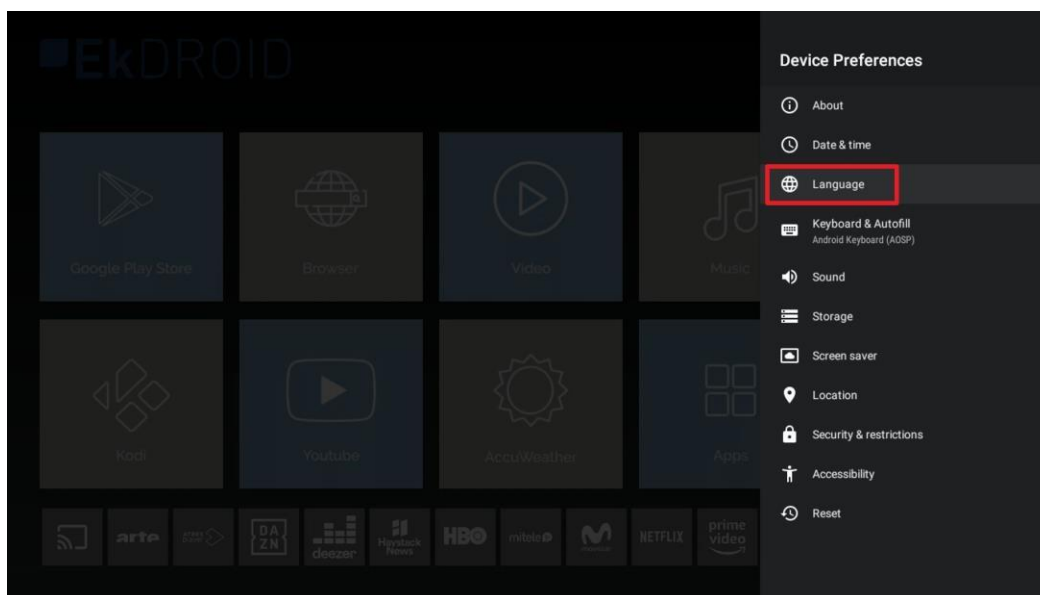 EkDROID
Device Preferences
About
Date & time
Language
Keyboard & Autofill
Android Keyboard (AOSP)
Sound
Storage
Screen saver
Location
Security & restrictions
Accessibility
Reset
Google Play Store
Browser
Video
Music
Kodi
Youtube
AccuWeather
Apps
arte
DA
ZN
deezer
Haystack
News
HBO
mitele
NETFLIX
prime
video